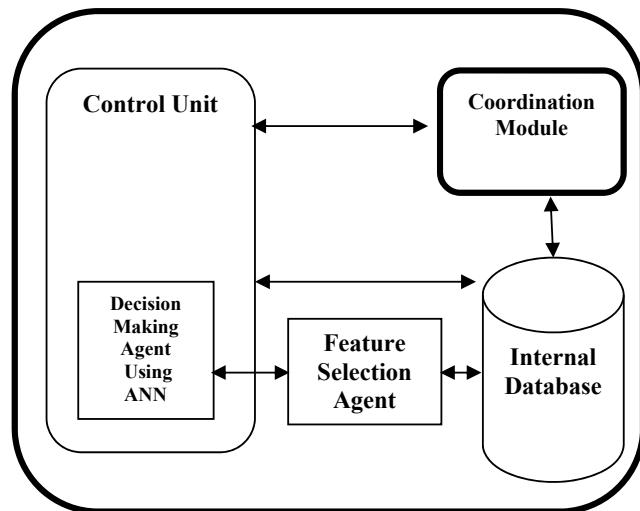 Control Unit
Coordination
Module
Decision
Making
Agent
Using
ANN
Feature
Selection
Agent
Internal
Database